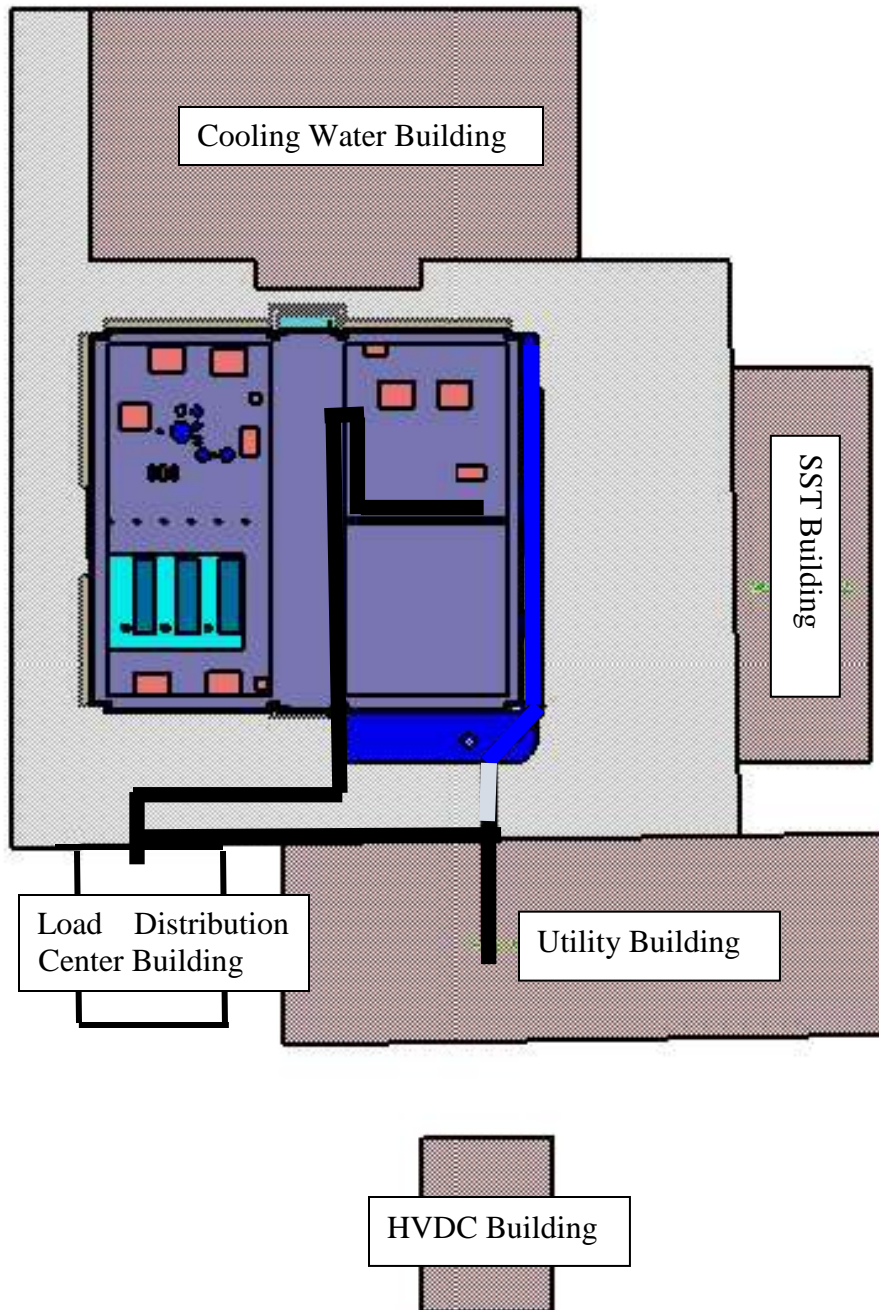 Cooling Water Building
SST Building
Load Distribution
Center Building
Utility Building
HVDC Building